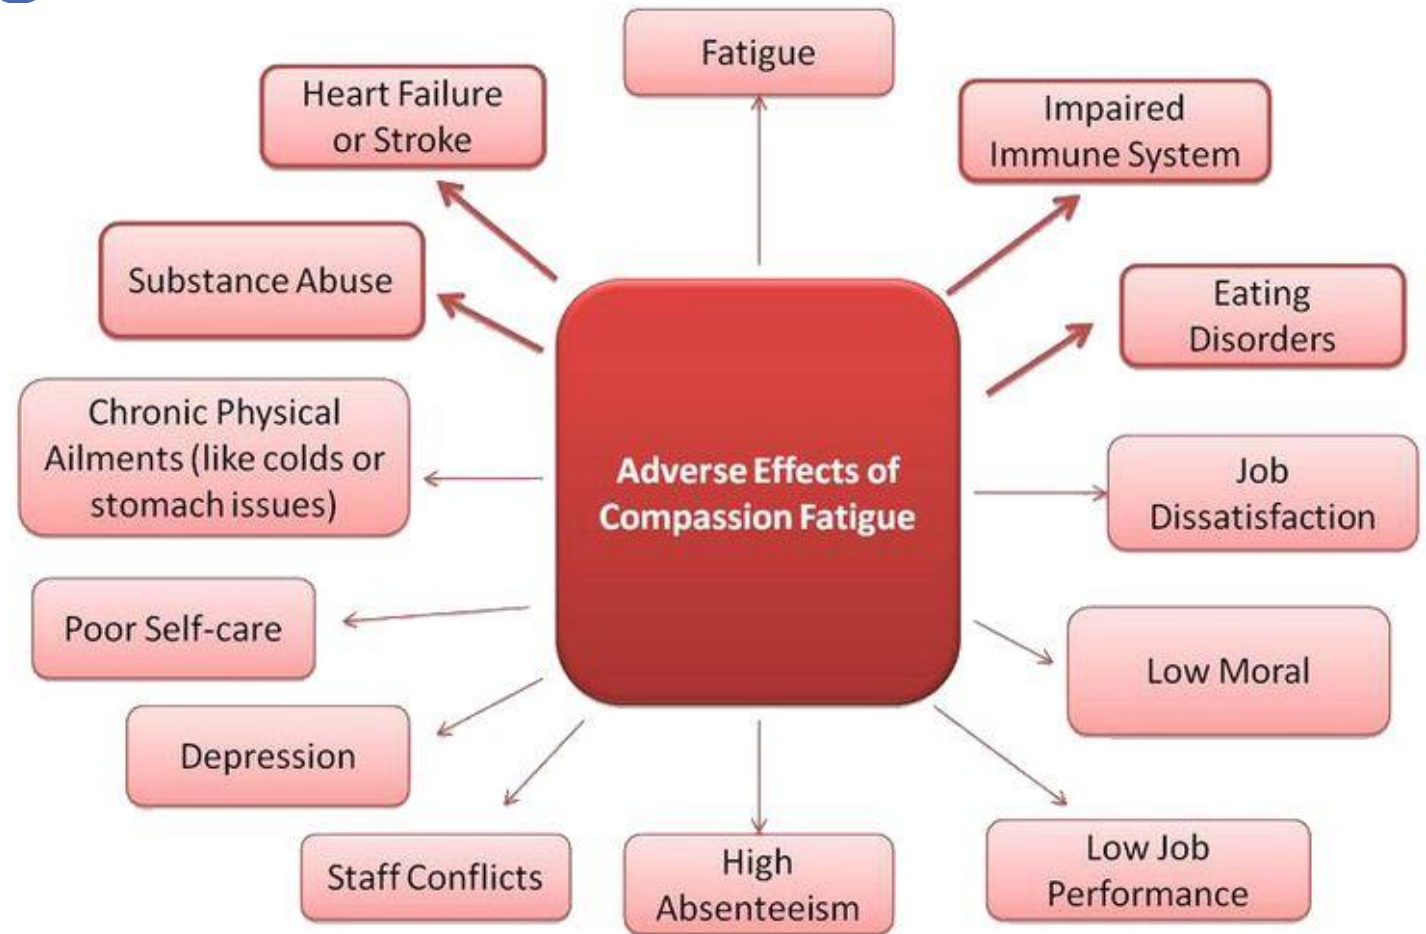 Fatigue
Heart Failure
or Stroke
Impaired
Immune System
Substance Abuse
Eating
Disorders
Chronic Physical
Ailments (like colds or
stomach issues)
Adverse Effects of
Compassion Fatigue
Job
Dissatisfaction
Poor Self-care
Low Moral
Depression
Staff Conflicts
High
Absenteeism
Low Job
Performance